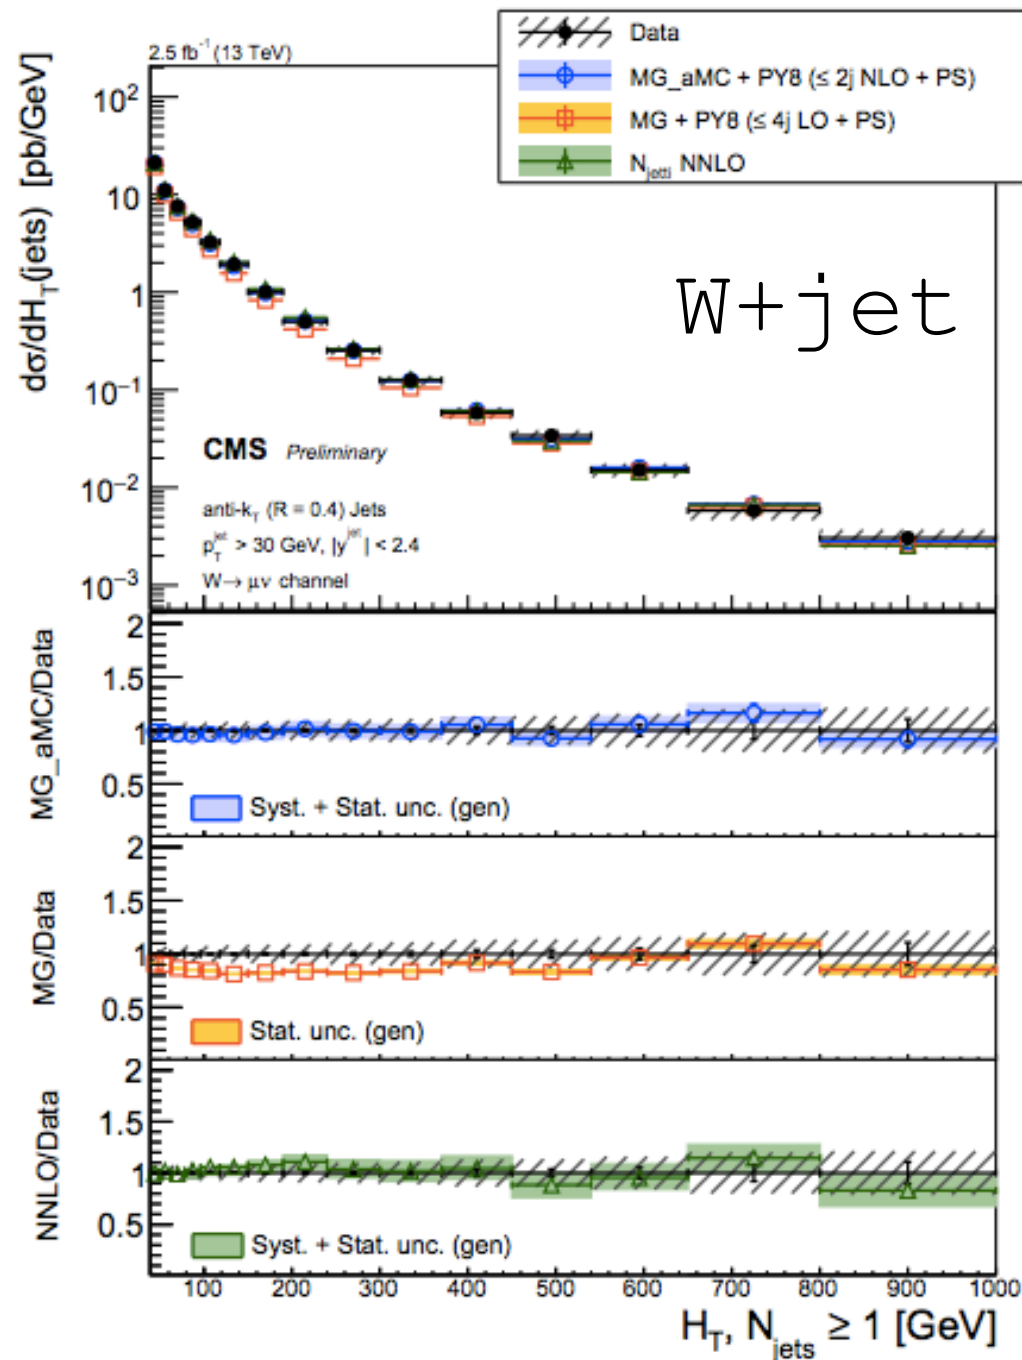 2.5 fb⁻¹ (13 TeV)
Data
MG_aMC + PY8 (≤ 2j NLO + PS)
MG + PY8 (≤ 4j LO + PS)
N_jetti NNLO
dσ/dH_T(jets) [pb/GeV]
10²
10
1
10⁻¹
10⁻²
10⁻³
W+jet
CMS Preliminary
anti-k_T (R = 0.4) Jets
p_T^jet > 30 GeV, |y^jet| < 2.4
W→ μν channel
MG_aMC/Data
2
1.5
1
0.5
Syst. + Stat. unc. (gen)
MG/Data
2
1.5
1
0.5
Stat. unc. (gen)
NNLO/Data
2
1.5
1
0.5
Syst. + Stat. unc. (gen)
100 200 300 400 500 600 700 800 900 1000
H_T, N_jets ≥ 1 [GeV]